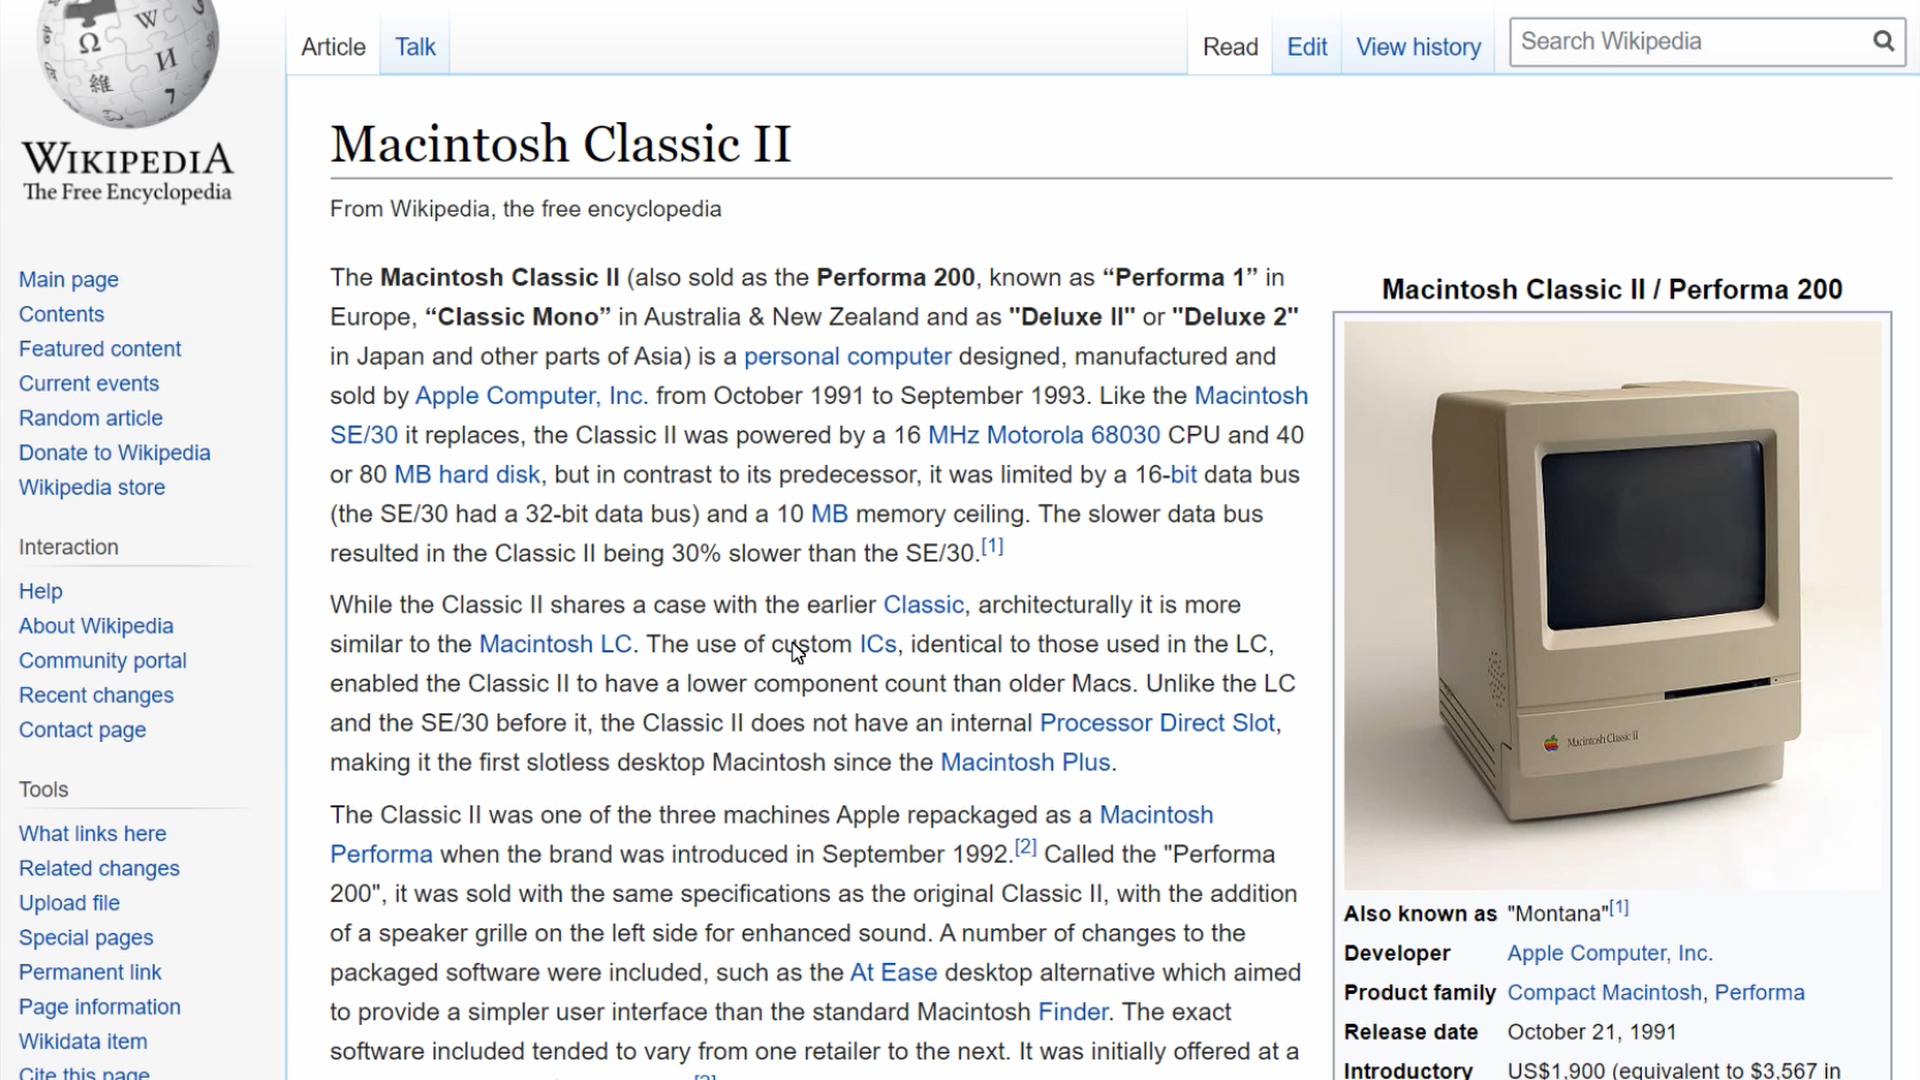 Article
Talk
Read
Edit
View history
Search Wikipedia
WIKIPEDIA
The Free Encyclopedia
Main page
Contents
Featured content
Current events
Random article
Donate to Wikipedia
Wikipedia store
Interaction
Help
About Wikipedia
Community portal
Recent changes
Contact page
Tools
What links here
Related changes
Upload file
Special pages
Permanent link
Page information
Wikidata item
Cite this page
Macintosh Classic II
From Wikipedia, the free encyclopedia
The Macintosh Classic II (also sold as the Performa 200, known as “Performa 1” in
Europe, “Classic Mono” in Australia & New Zealand and as "Deluxe II" or "Deluxe 2"
in Japan and other parts of Asia) is a personal computer designed, manufactured and
sold by Apple Computer, Inc. from October 1991 to September 1993. Like the Macintosh
SE/30 it replaces, the Classic II was powered by a 16 MHz Motorola 68030 CPU and 40
or 80 MB hard disk, but in contrast to its predecessor, it was limited by a 16-bit data bus
(the SE/30 had a 32-bit data bus) and a 10 MB memory ceiling. The slower data bus
resulted in the Classic II being 30% slower than the SE/30.[1]
While the Classic II shares a case with the earlier Classic, architecturally it is more
similar to the Macintosh LC. The use of custom ICs, identical to those used in the LC,
enabled the Classic II to have a lower component count than older Macs. Unlike the LC
and the SE/30 before it, the Classic II does not have an internal Processor Direct Slot,
making it the first slotless desktop Macintosh since the Macintosh Plus.
The Classic II was one of the three machines Apple repackaged as a Macintosh
Performa when the brand was introduced in September 1992.[2] Called the "Performa
200", it was sold with the same specifications as the original Classic II, with the addition
of a speaker grille on the left side for enhanced sound. A number of changes to the
packaged software were included, such as the At Ease desktop alternative which aimed
to provide a simpler user interface than the standard Macintosh Finder. The exact
software included tended to vary from one retailer to the next. It was initially offered at a
Macintosh Classic II / Performa 200
Macintosh Classic II
Also known as "Montana"[1]
Developer Apple Computer, Inc.
Product family Compact Macintosh, Performa
Release date October 21, 1991
Introductory US$1,900 (equivalent to $3,567 in